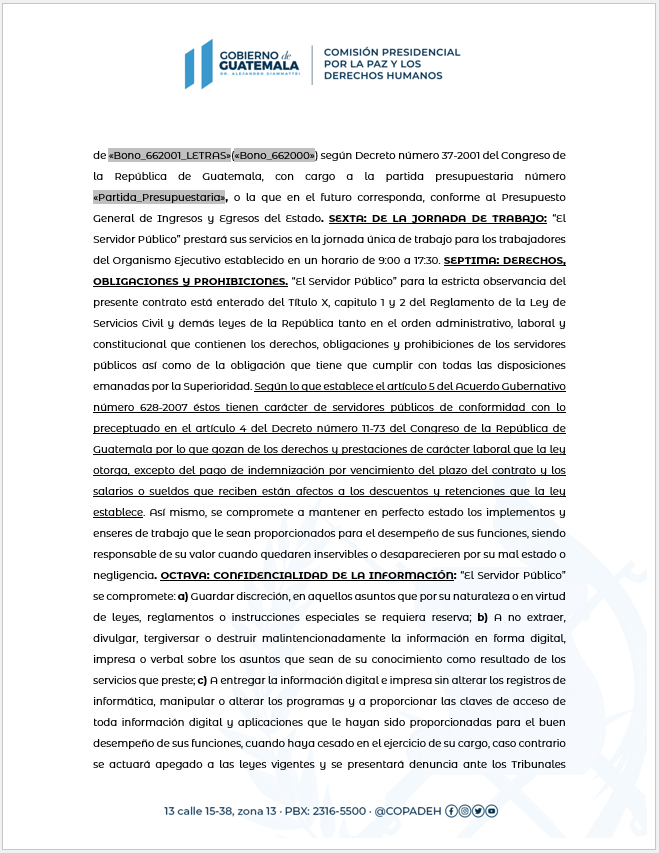 GOBIERNO de
GUATEMALA
DR. ALEJANDRO GIAMMATTEI
COMISIÓN PRESIDENCIAL
POR LA PAZ Y LOS
DERECHOS HUMANOS
de «Bono_662001_LETRAS»(«Bono_662000») según Decreto número 37-2001 del Congreso de
la República de Guatemala, con cargo a la partida presupuestaria número
«Partida_Presupuestaria», o la que en el futuro corresponda, conforme al Presupuesto
General de Ingresos y Egresos del Estado. SEXTA: DE LA JORNADA DE TRABAJO: “El
Servidor Público” prestará sus servicios en la jornada única de trabajo para los trabajadores
del Organismo Ejecutivo establecido en un horario de 9:00 a 17:30. SEPTIMA: DERECHOS,
OBLIGACIONES Y PROHIBICIONES. “El Servidor Público” para la estricta observancia del
presente contrato está enterado del Título X, capitulo 1 y 2 del Reglamento de la Ley de
Servicios Civil y demás leyes de la República tanto en el orden administrativo, laboral y
constitucional que contienen los derechos, obligaciones y prohibiciones de los servidores
públicos así como de la obligación que tiene que cumplir con todas las disposiciones
emanadas por la Superioridad. Según lo que establece el artículo 5 del Acuerdo Gubernativo
número 628-2007 éstos tienen carácter de servidores públicos de conformidad con lo
preceptuado en el artículo 4 del Decreto número 11-73 del Congreso de la República de
Guatemala por lo que gozan de los derechos y prestaciones de carácter laboral que la ley
otorga, excepto del pago de indemnización por vencimiento del plazo del contrato y los
salarios o sueldos que reciben están afectos a los descuentos y retenciones que la ley
establece. Así mismo, se compromete a mantener en perfecto estado los implementos y
enseres de trabajo que le sean proporcionados para el desempeño de sus funciones, siendo
responsable de su valor cuando quedaren inservibles o desaparecieren por su mal estado o
negligencia. OCTAVA: CONFIDENCIALIDAD DE LA INFORMACIÓN: “El Servidor Público”
se compromete: a) Guardar discreción, en aquellos asuntos que por su naturaleza o en virtud
de leyes, reglamentos o instrucciones especiales se requiera reserva; b) A no extraer,
divulgar, tergiversar o destruir malintencionadamente la información en forma digital,
impresa o verbal sobre los asuntos que sean de su conocimiento como resultado de los
servicios que preste; c) A entregar la información digital e impresa sin alterar los registros de
informática, manipular o alterar los programas y a proporcionar las claves de acceso de
toda información digital y aplicaciones que le hayan sido proporcionadas para el buen
desempeño de sus funciones, cuando haya cesado en el ejercicio de su cargo, caso contrario
se actuará apegado a las leyes vigentes y se presentará denuncia ante los Tribunales
13 calle 15-38, zona 13 · PBX: 2316-5500 · @COPADEH